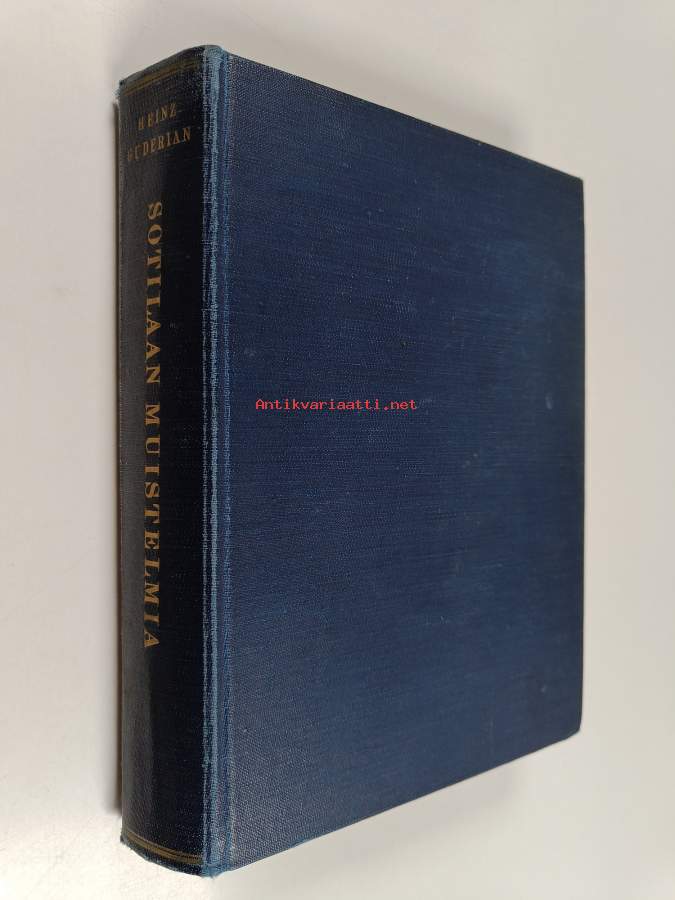 HEINZ-
GUDERIAN
SOTILAAN MUISTELMIA
Antikvariaatti.net